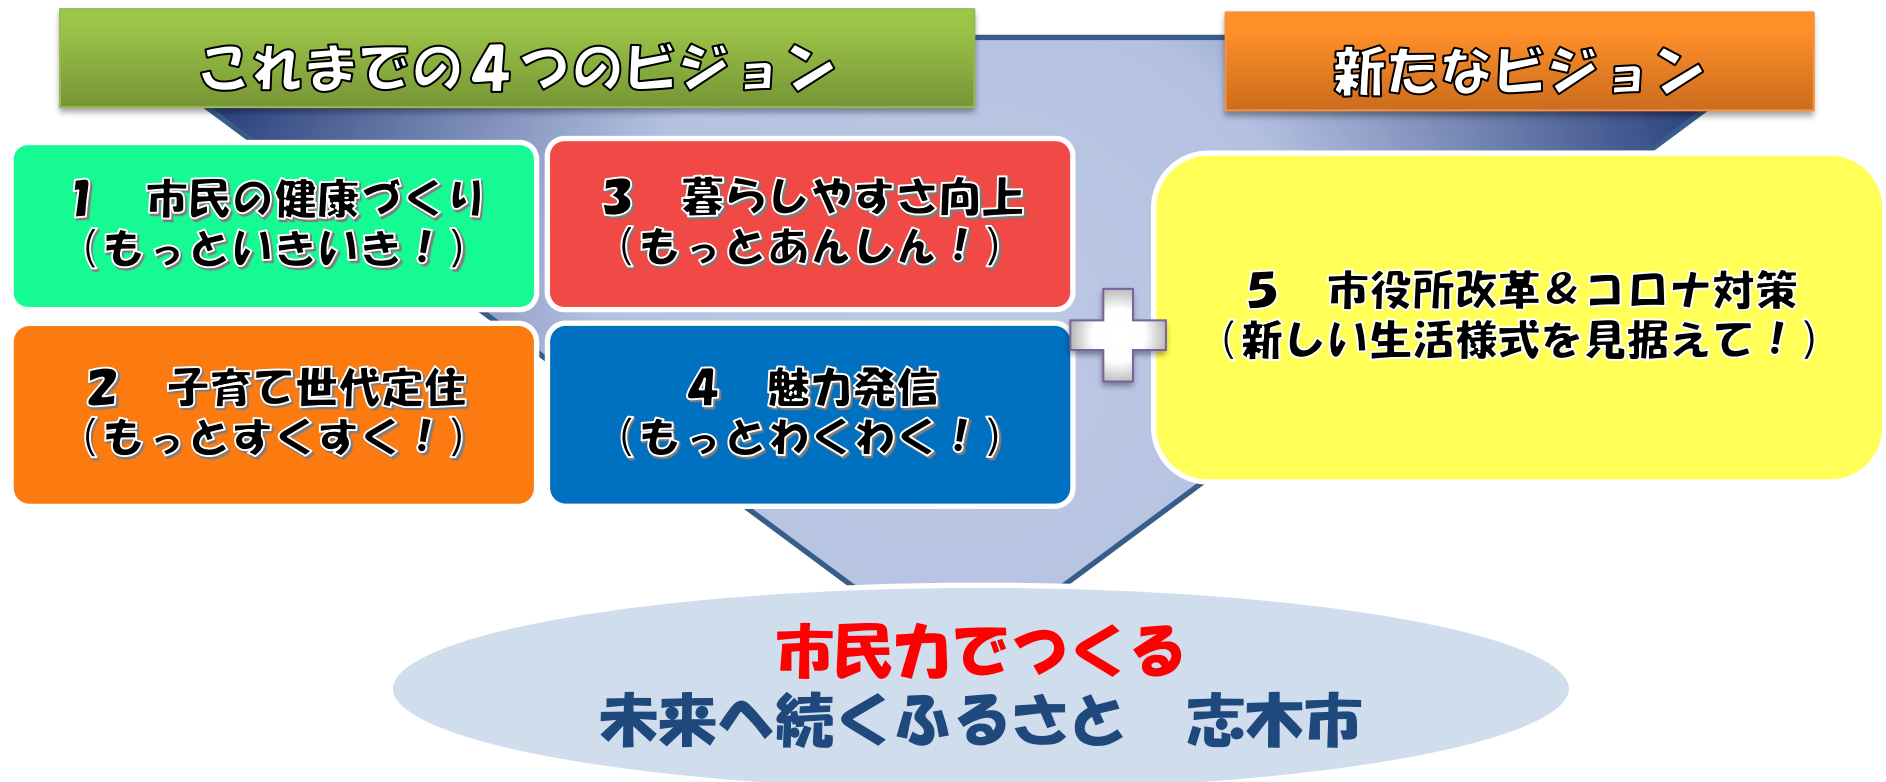 これまでの４つのビジョン
新たなビジョン
１　市民の健康づくり
（もっといきいき！）
２　子育て世代定住
（もっとすくすく！）
３　暮らしやすさ向上
（もっとあんしん！）
４　魅力発信
（もっとわくわく！）
５　市役所改革＆コロナ対策
（新しい生活様式を見据えて！）
市民力でつくる
未来へ続くふるさと　志木市